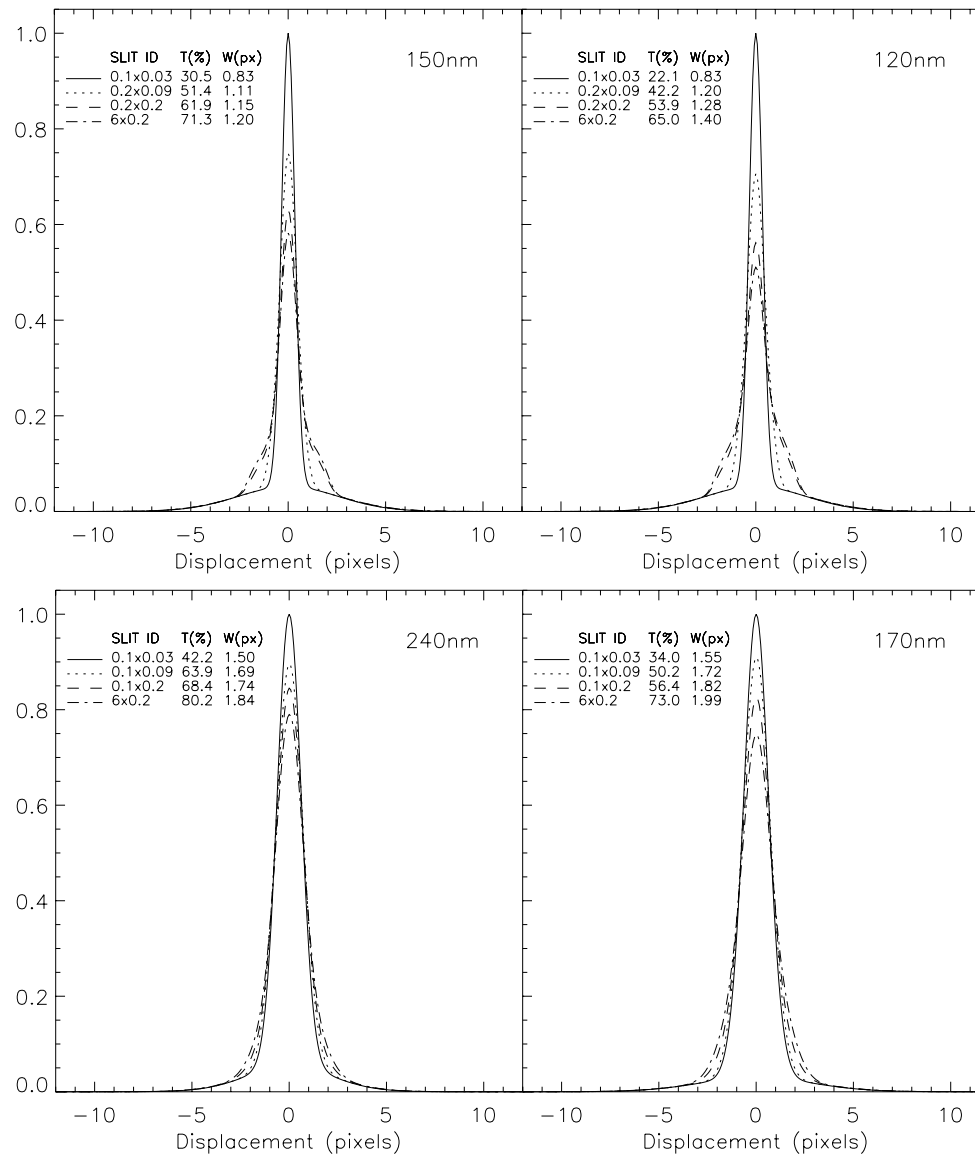 SLIT ID T(%) W(px)
0.1x0.03 30.5 0.83
0.2x0.09 51.4 1.11
0.2x0.2 61.9 1.15
6x0.2 71.3 1.20
150nm
1.0
0.8
0.6
0.4
0.2
0.0
−10 −5 0 5 10
Displacement (pixels)
SLIT ID T(%) W(px)
0.1x0.03 22.1 0.83
0.2x0.09 42.2 1.20
0.2x0.2 53.9 1.28
6x0.2 65.0 1.40
120nm
−10 −5 0 5 10
Displacement (pixels)
SLIT ID T(%) W(px)
0.1x0.03 42.2 1.50
0.1x0.09 63.9 1.69
0.1x0.2 68.4 1.74
6x0.2 80.2 1.84
240nm
1.0
0.8
0.6
0.4
0.2
0.0
−10 −5 0 5 10
Displacement (pixels)
SLIT ID T(%) W(px)
0.1x0.03 34.0 1.55
0.1x0.09 50.2 1.72
0.1x0.2 56.4 1.82
6x0.2 73.0 1.99
170nm
−10 −5 0 5 10
Displacement (pixels)